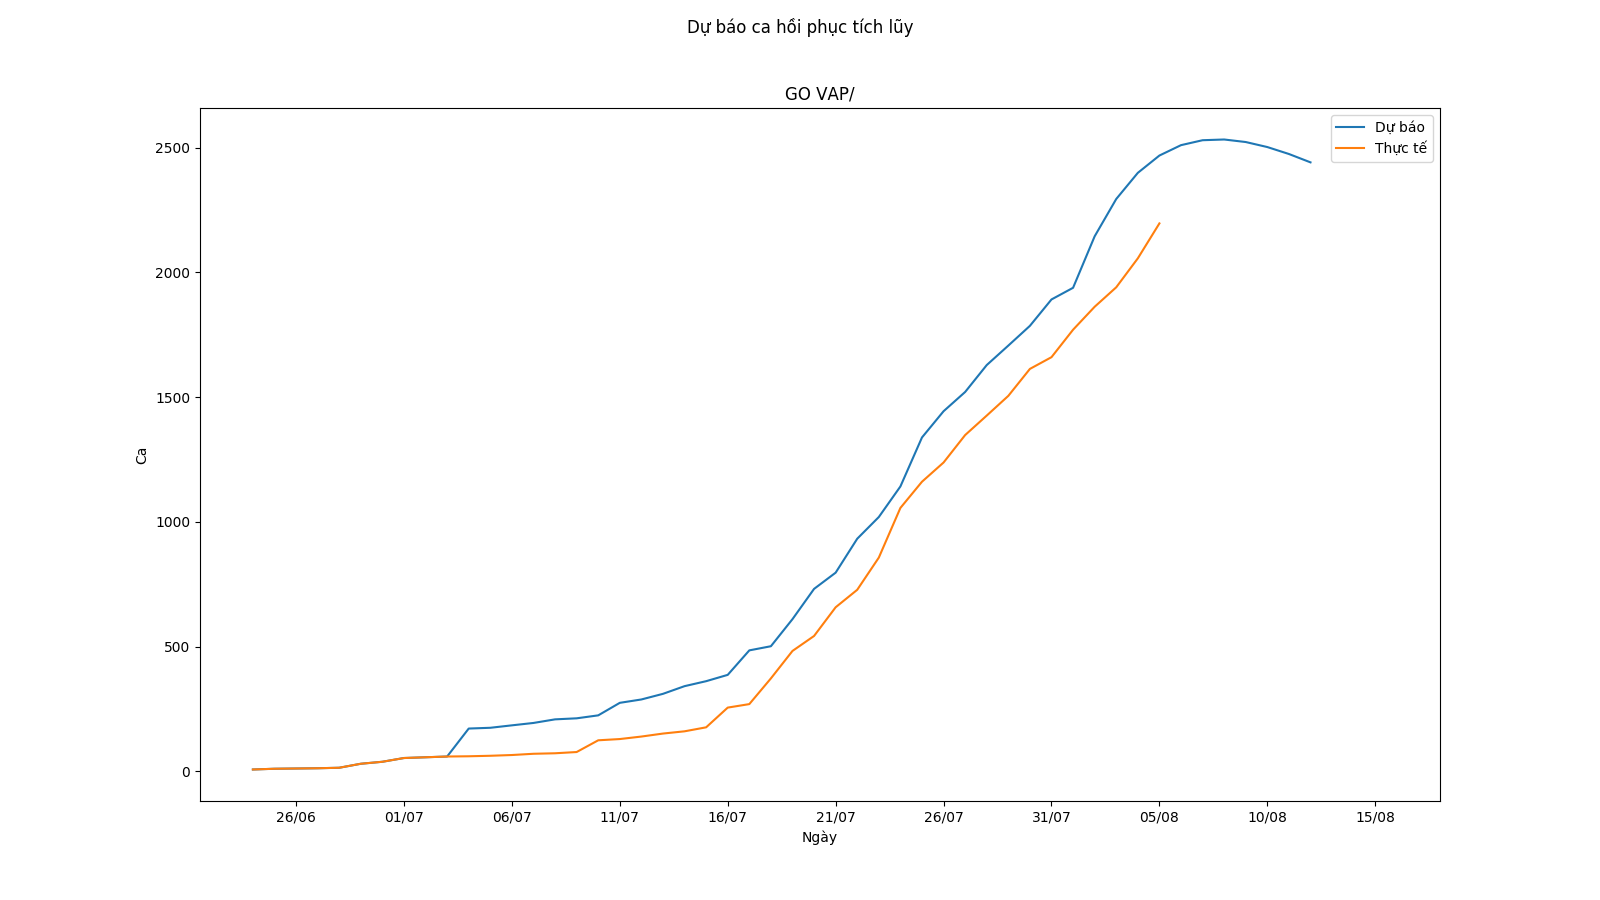 Dự báo ca hồi phục tích lũy
GO VAP/
Dự báo
Thực tế
2500
2000
1500
1000
500
0
Ca
26/06 01/07 06/07 11/07 16/07 21/07 26/07 31/07 05/08 10/08 15/08
Ngày